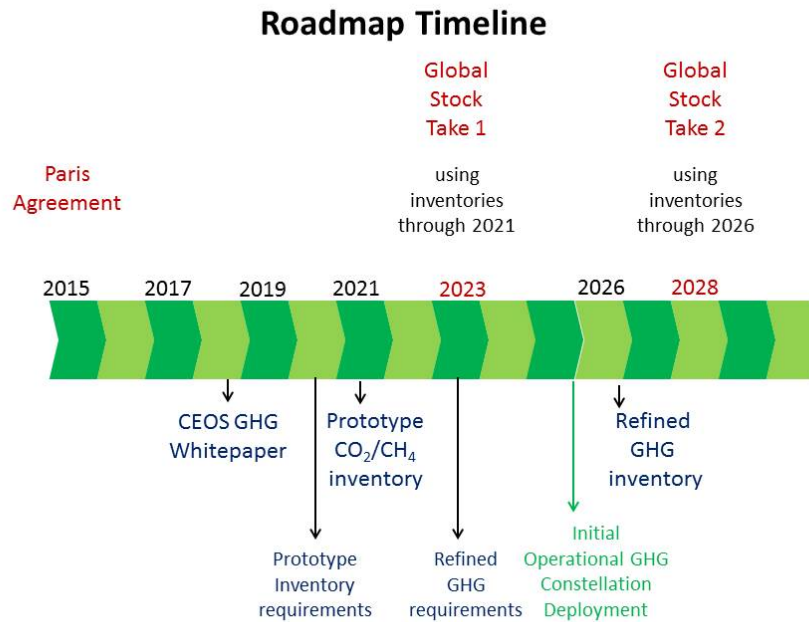 Roadmap Timeline
Global
Stock
Take 1
Global
Stock
Take 2
Paris
Agreement
using
inventories
through 2021
using
inventories
through 2026
2015
2017
2019
2021
2023
2026
2028
CEOS GHG
Whitepaper
Prototype
CO₂/CH₄
inventory
Refined
GHG
inventory
Prototype
Inventory
requirements
Refined
GHG
requirements
Initial
Operational GHG
Constellation
Deployment